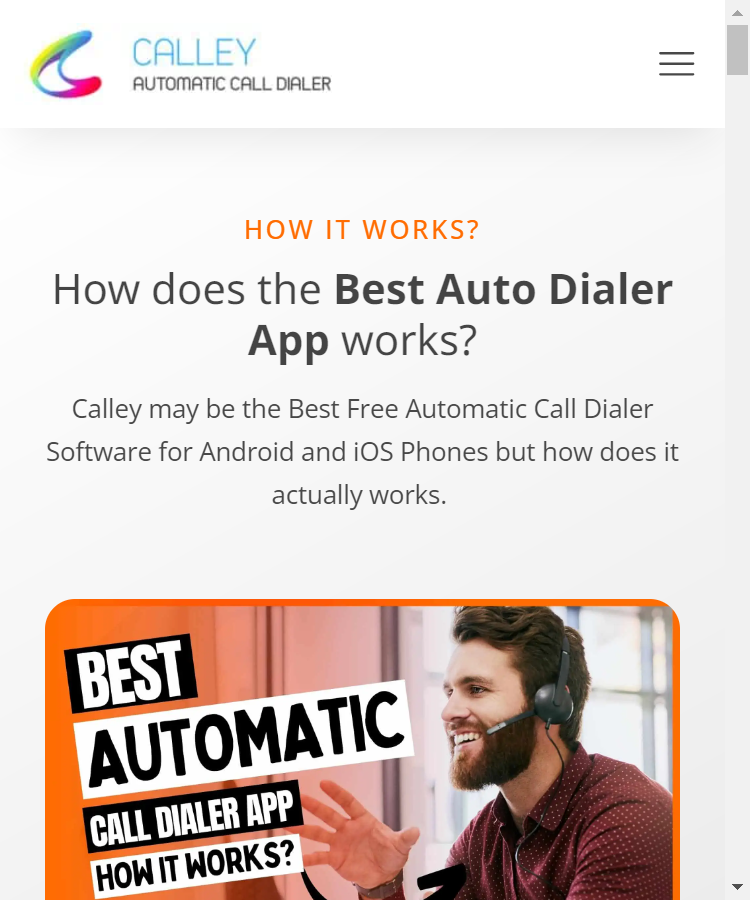 CALLEY
AUTOMATIC CALL DIALER
HOW IT WORKS?
How does the Best Auto Dialer
App works?
Calley may be the Best Free Automatic Call Dialer
Software for Android and iOS Phones but how does it
actually works.
BEST
AUTOMATIC
CALL DIALER APP
HOW IT WORKS?